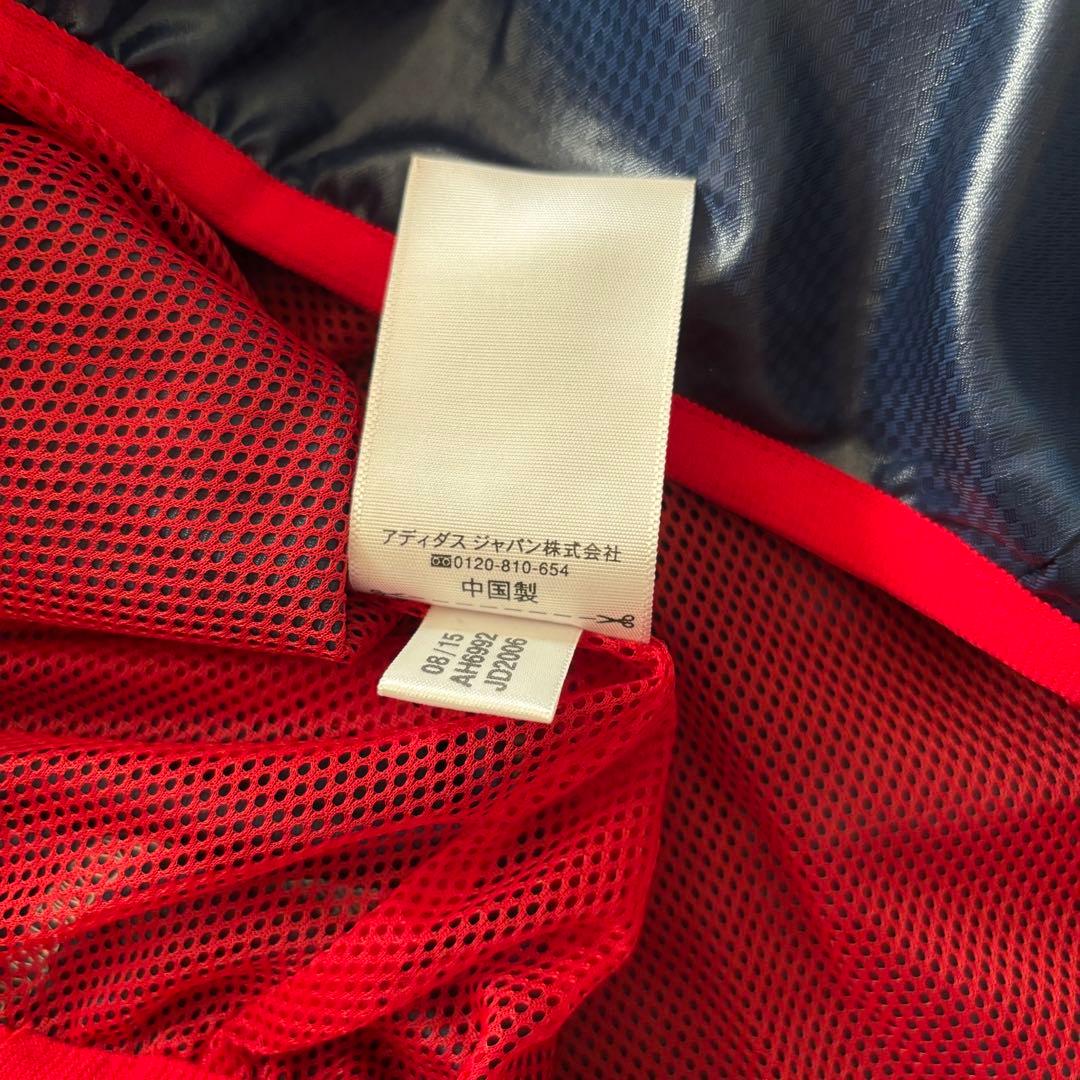 アディダス ジャパン株式会社
0120-810-654
中国製
08/15
AH6992
JD2006